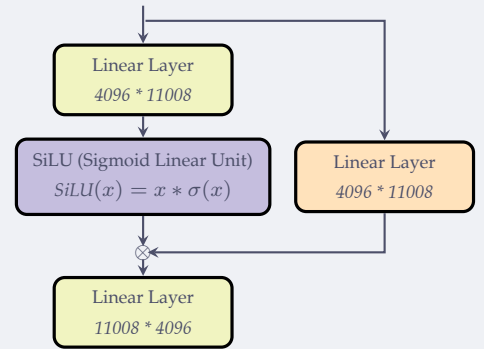 Linear Layer
4096 * 11008
SiLU (Sigmoid Linear Unit)
SiLU(x) = x ∗ σ(x)
Linear Layer
4096 * 11008
⊗
Linear Layer
11008 * 4096